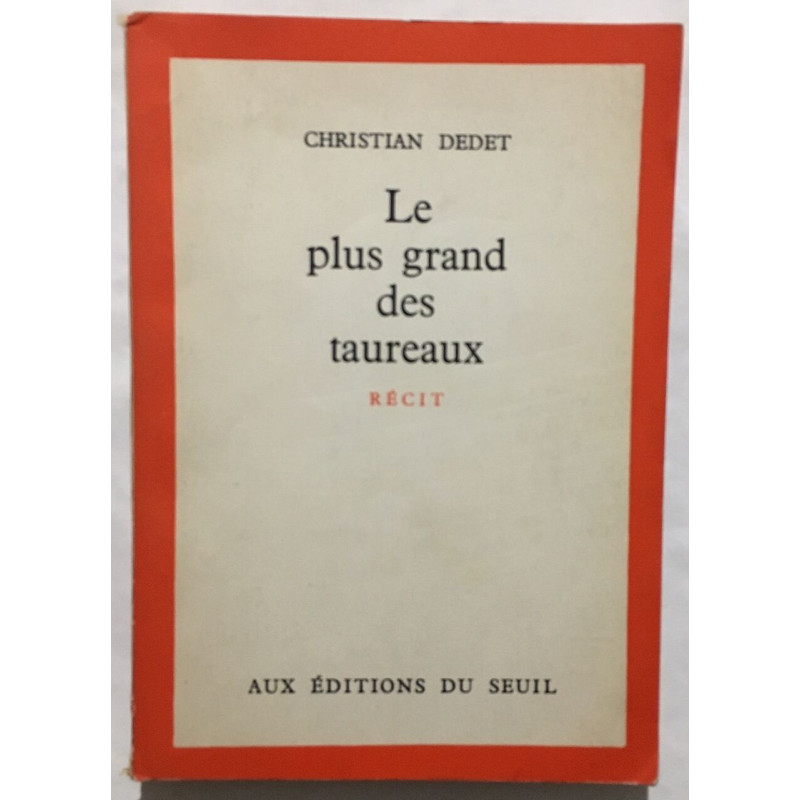 CHRISTIAN DEDET
Le
plus grand
des
taureaux
RÉCIT
AUX ÉDITIONS DU SEUIL